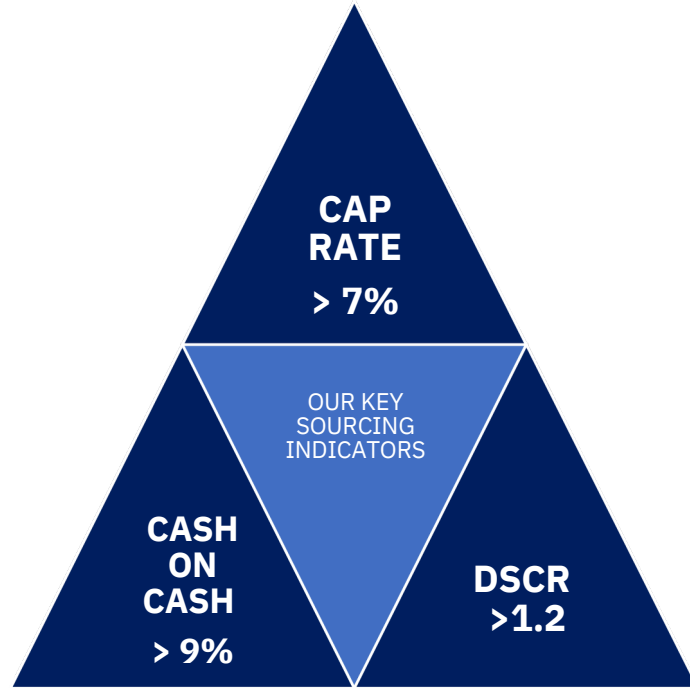 CAP
RATE
> 7%
OUR KEY
SOURCING
INDICATORS
CASH
ON
CASH
> 9%
DSCR
>1.2